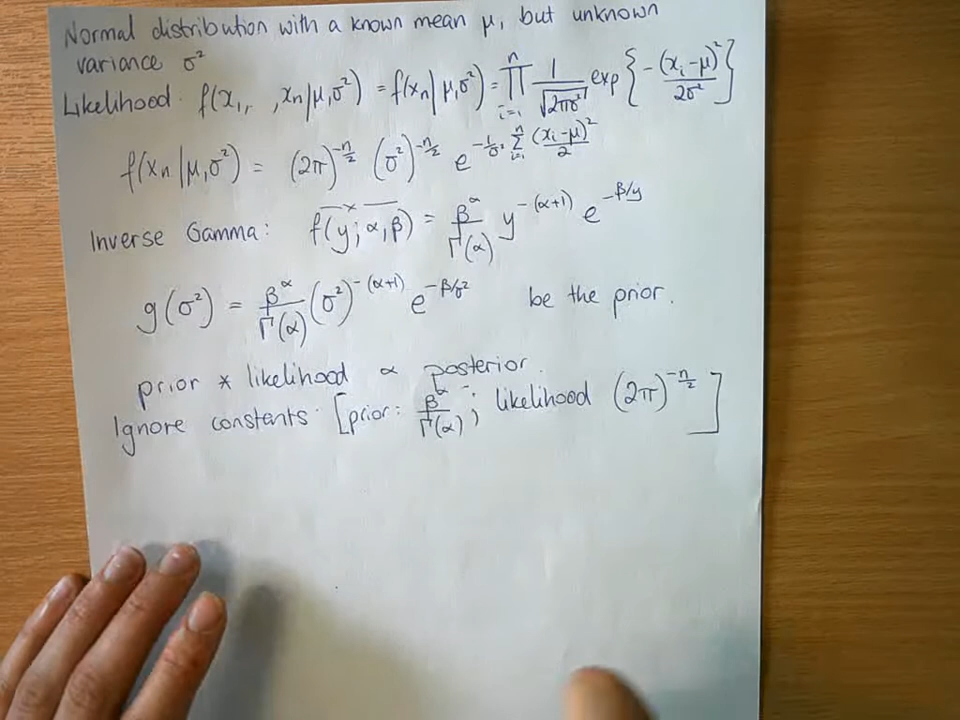 Normal distribution with a known mean μ, but unknown
variance σ²
Likelihood f(x₁, , xₙ|μ,σ²) = f(xₙ|μ,σ²) = ∏ᵢ₌₁ⁿ 1/√(2πσ²) exp{-(xᵢ-μ)²/2σ²}
f(xₙ|μ,σ²) = (2π)^(-n/2) (σ²)^(-n/2) e^(-1/σ² ∑ᵢ₌₁ⁿ (xᵢ-μ)²/2)
Inverse Gamma: f(y;α,β) = β^α/Γ(α) y^(-(α+1)) e^(-β/y)
g(σ²) = β^α/Γ(α) (σ²)^(-(α+1)) e^(-β/σ²) be the prior.
prior * likelihood ∝ posterior.
Ignore constants: [prior: β^α/Γ(α) ; likelihood (2π)^(-n/2)]